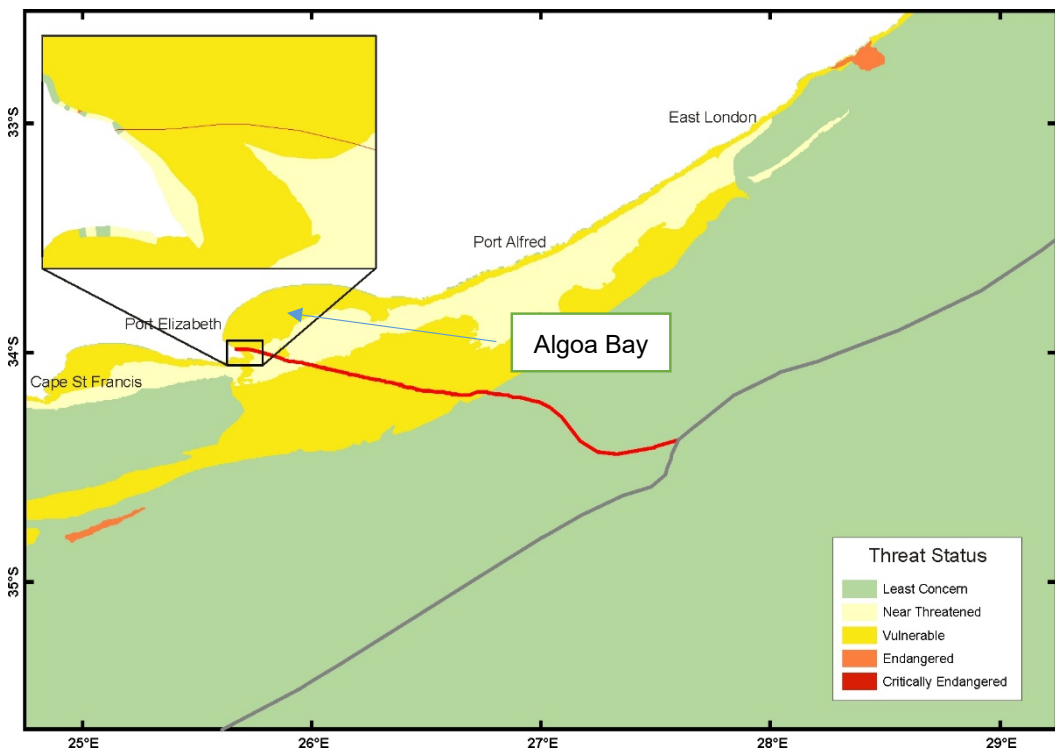 33°S
East London
Port Alfred
Port Elizabeth
Algoa Bay
34°S
Cape St Francis
35°S
Threat Status
Least Concern
Near Threatened
Vulnerable
Endangered
Critically Endangered
25°E
26°E
27°E
28°E
29°E